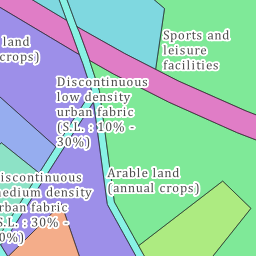 Sports and
leisure
facilities
land
crops)
Discontinuous
low density
urban fabric
(S.L. : 10% -
30%)
Arable land
(annual crops)
iscontinuous
medium density
rban fabric
S.L. : 30% -
0%)